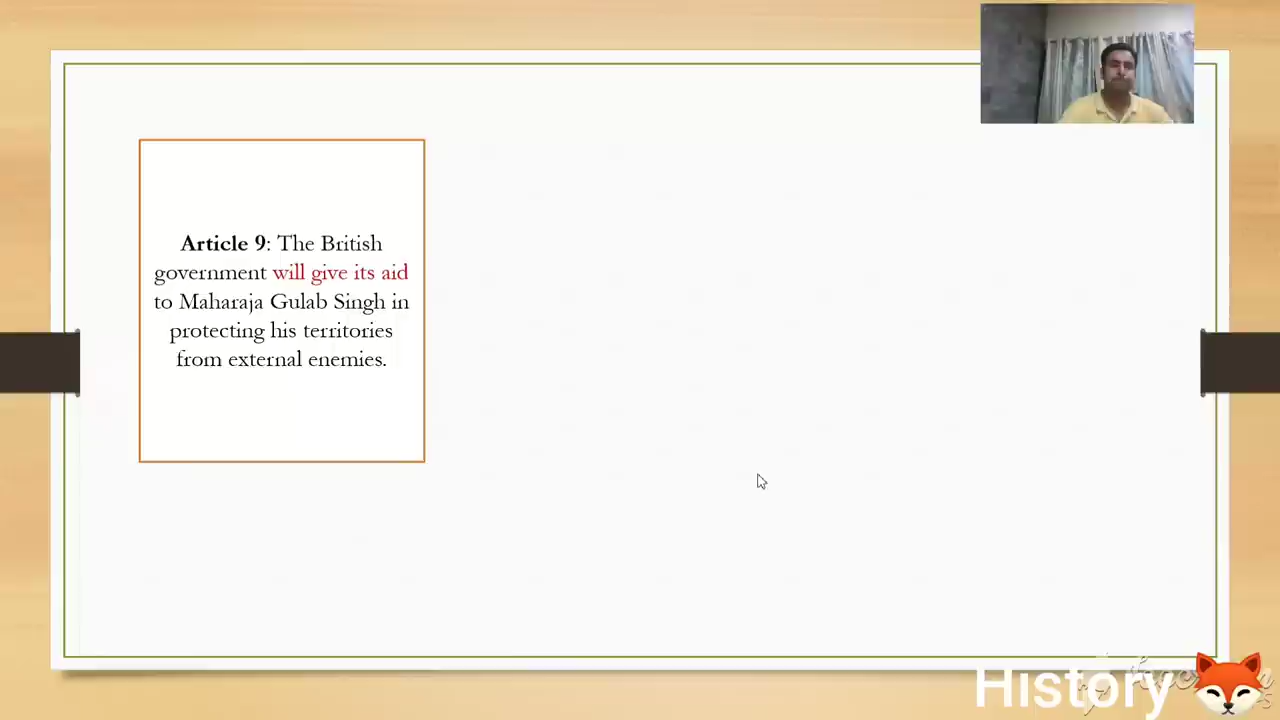 Article 9: The British
government will give its aid
to Maharaja Gulab Singh in
protecting his territories
from external enemies.
History